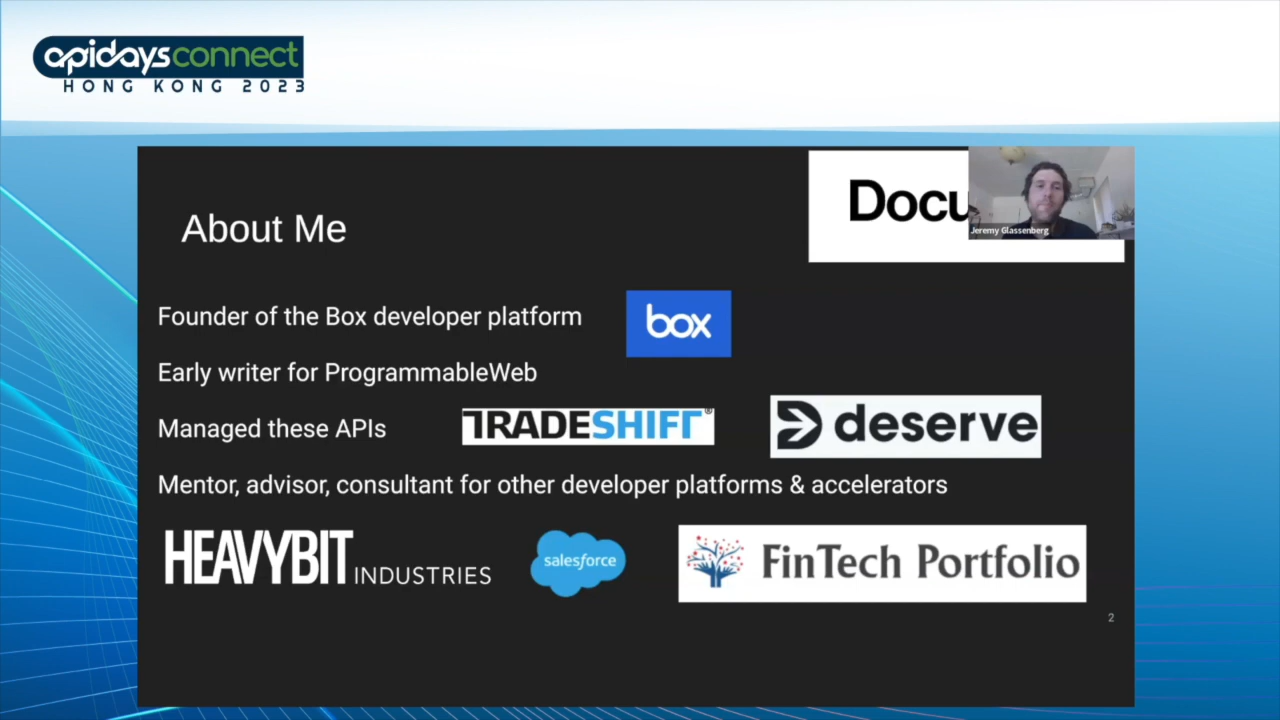 apidays connect
HONG KONG 2023
About Me
Jeremy Glassenberg
Founder of the Box developer platform
box
Early writer for ProgrammableWeb
Managed these APIs
TRADESHIFT®
deserve
Mentor, advisor, consultant for other developer platforms & accelerators
HEAVYBIT INDUSTRIES
salesforce
FinTech Portfolio
2